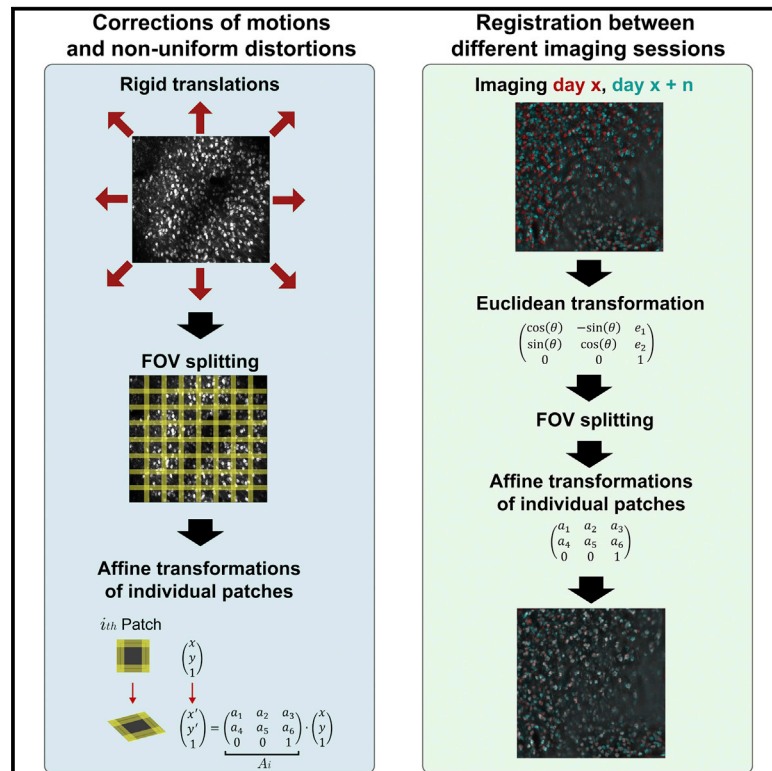 Corrections of motions
and non-uniform distortions
Rigid translations
FOV splitting
Affine transformations
of individual patches
i_th Patch
(x
y
1)
(x′
y′
1) = (a₁ a₂ a₃
a₄ a₅ a₆
0 0 1) · (x
y
1)
A_i
Registration between
different imaging sessions
Imaging day x, day x + n
Euclidean transformation
(cos(θ) −sin(θ) e₁
sin(θ) cos(θ) e₂
0 0 1)
FOV splitting
Affine transformations
of individual patches
(a₁ a₂ a₃
a₄ a₅ a₆
0 0 1)